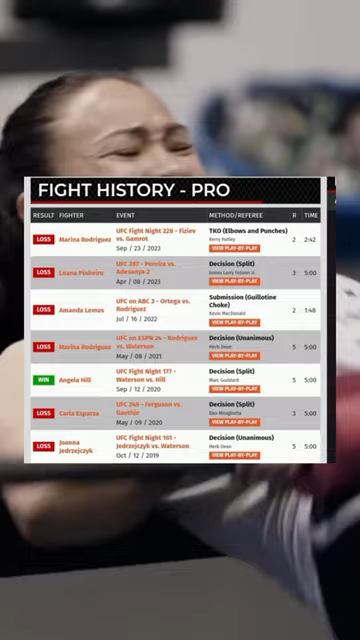 FIGHT HISTORY - PRO
RESULT FIGHTER EVENT METHOD/REFEREE R TIME
LOSS Marina Rodriguez UFC Fight Night 228 - Fiziev vs. Gamrot Sep / 23 / 2023 TKO (Elbows and Punches) Kerry Hatley VIEW PLAY-BY-PLAY 2 2:42
LOSS Luana Pinheiro UFC 287 - Pereira vs. Adesanya 2 Apr / 08 / 2023 Decision (Split) VIEW PLAY-BY-PLAY 3 5:00
LOSS Amanda Lemos UFC on ABC 3 - Ortega vs. Rodriguez Jul / 16 / 2022 Submission (Guillotine Choke) Kevin MacDonald VIEW PLAY-BY-PLAY 2 1:48
LOSS Marina Rodriguez UFC on ESPN 24 - Rodriguez vs. Waterson May / 08 / 2021 Decision (Unanimous) Herb Dean VIEW PLAY-BY-PLAY 5 5:00
WIN Angela Hill UFC Fight Night 177 - Waterson vs. Hill Sep / 12 / 2020 Decision (Split) Marc Goddard VIEW PLAY-BY-PLAY 5 5:00
LOSS Carla Esparza UFC 249 - Ferguson vs. Gaethje May / 09 / 2020 Decision (Split) VIEW PLAY-BY-PLAY 3 5:00
LOSS Joanna Jedrzejczyk UFC Fight Night 161 - Jedrzejczyk vs. Waterson Oct / 12 / 2019 Decision (Unanimous) Herb Dean VIEW PLAY-BY-PLAY 5 5:00